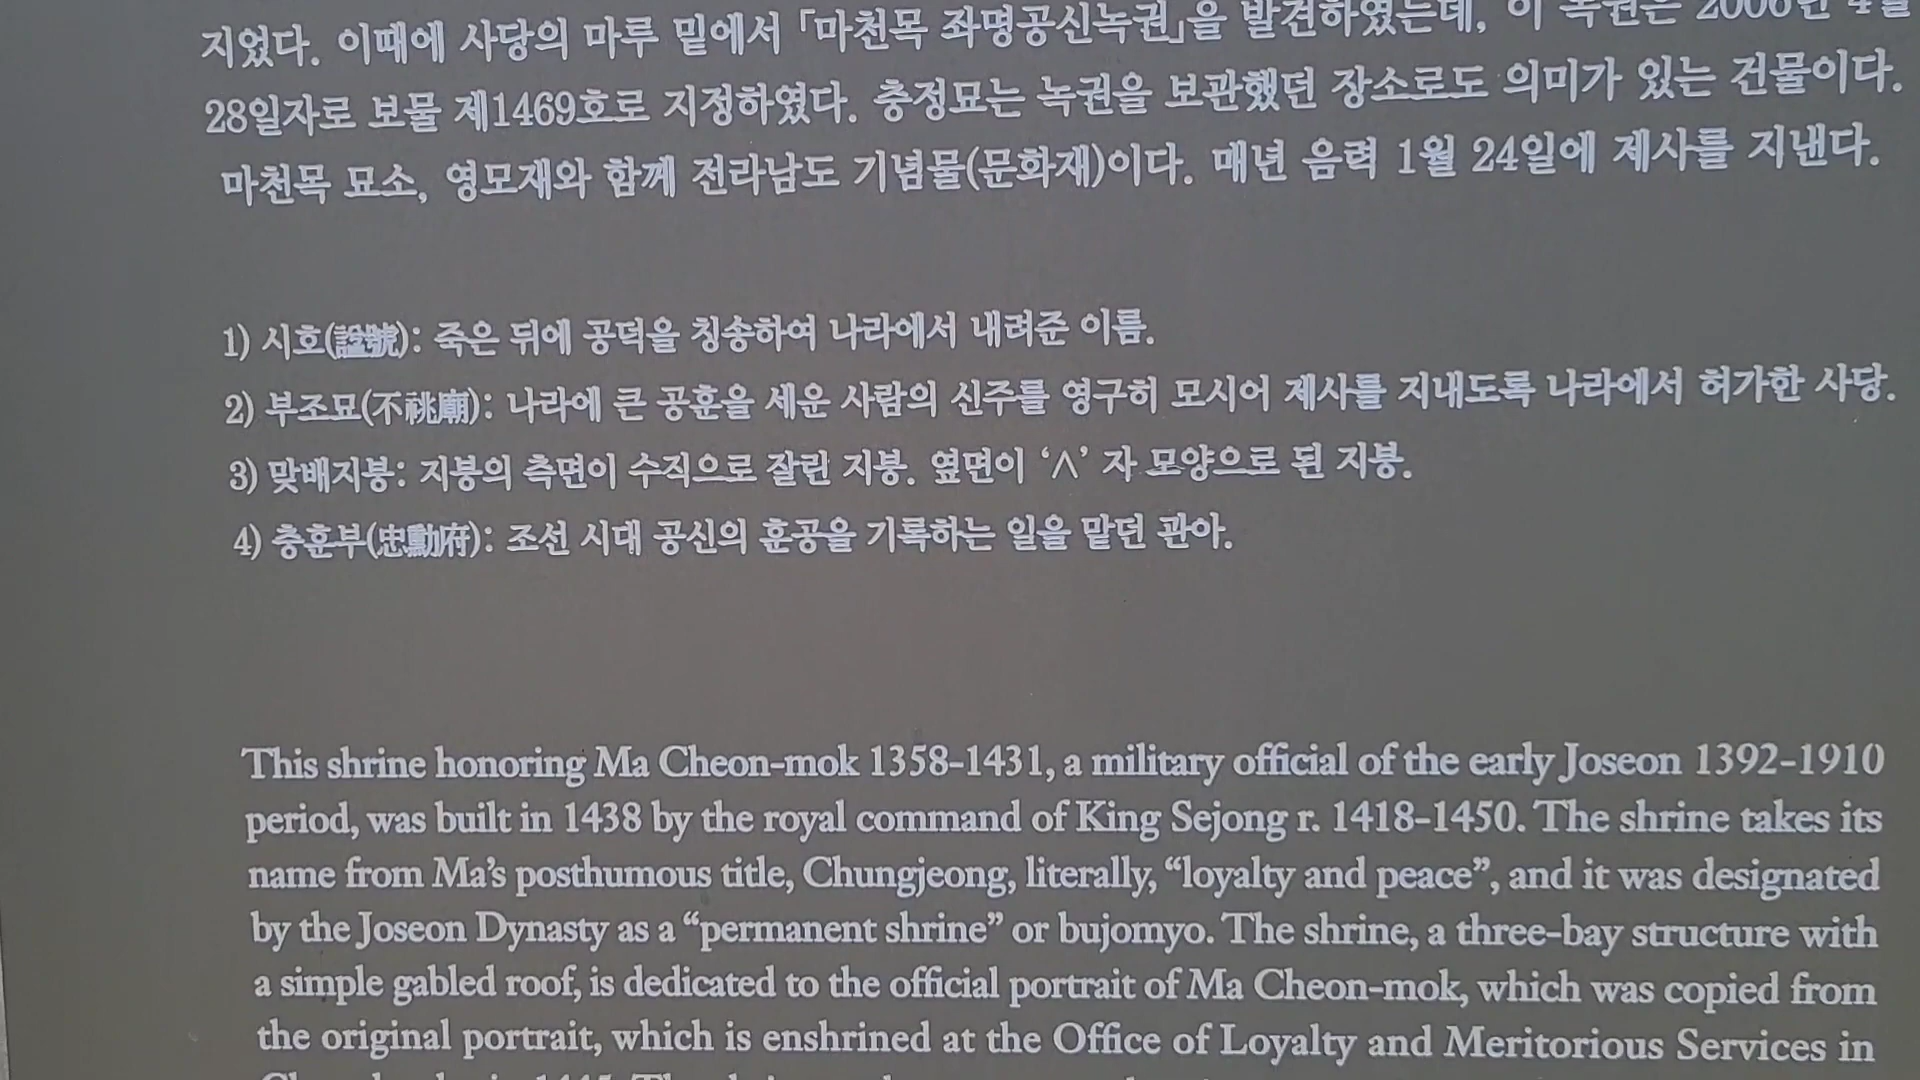 지었다. 이때에 사당의 마루 밑에서 「마천목 좌명공신녹권」을 발견하였는데, 이 녹권은 2006년 4월
28일자로 보물 제1469호로 지정하였다. 충정묘는 녹권을 보관했던 장소로도 의미가 있는 건물이다.
마천목 묘소, 영모재와 함께 전라남도 기념물(문화재)이다. 매년 음력 1월 24일에 제사를 지낸다.
1) 시호(諡號): 죽은 뒤에 공덕을 칭송하여 나라에서 내려준 이름.
2) 부조묘(不祧廟): 나라에 큰 공훈을 세운 사람의 신주를 영구히 모시어 제사를 지내도록 나라에서 허가한 사당.
3) 맞배지붕: 지붕의 측면이 수직으로 잘린 지붕. 옆면이 ‘∧’ 자 모양으로 된 지붕.
4) 충훈부(忠勳府): 조선 시대 공신의 훈공을 기록하는 일을 맡던 관아.
This shrine honoring Ma Cheon-mok 1358-1431, a military official of the early Joseon 1392-1910
period, was built in 1438 by the royal command of King Sejong r. 1418-1450. The shrine takes its
name from Ma’s posthumous title, Chungjeong, literally, “loyalty and peace”, and it was designated
by the Joseon Dynasty as a “permanent shrine” or bujomyo. The shrine, a three-bay structure with
a simple gabled roof, is dedicated to the official portrait of Ma Cheon-mok, which was copied from
the original portrait, which is enshrined at the Office of Loyalty and Meritorious Services in